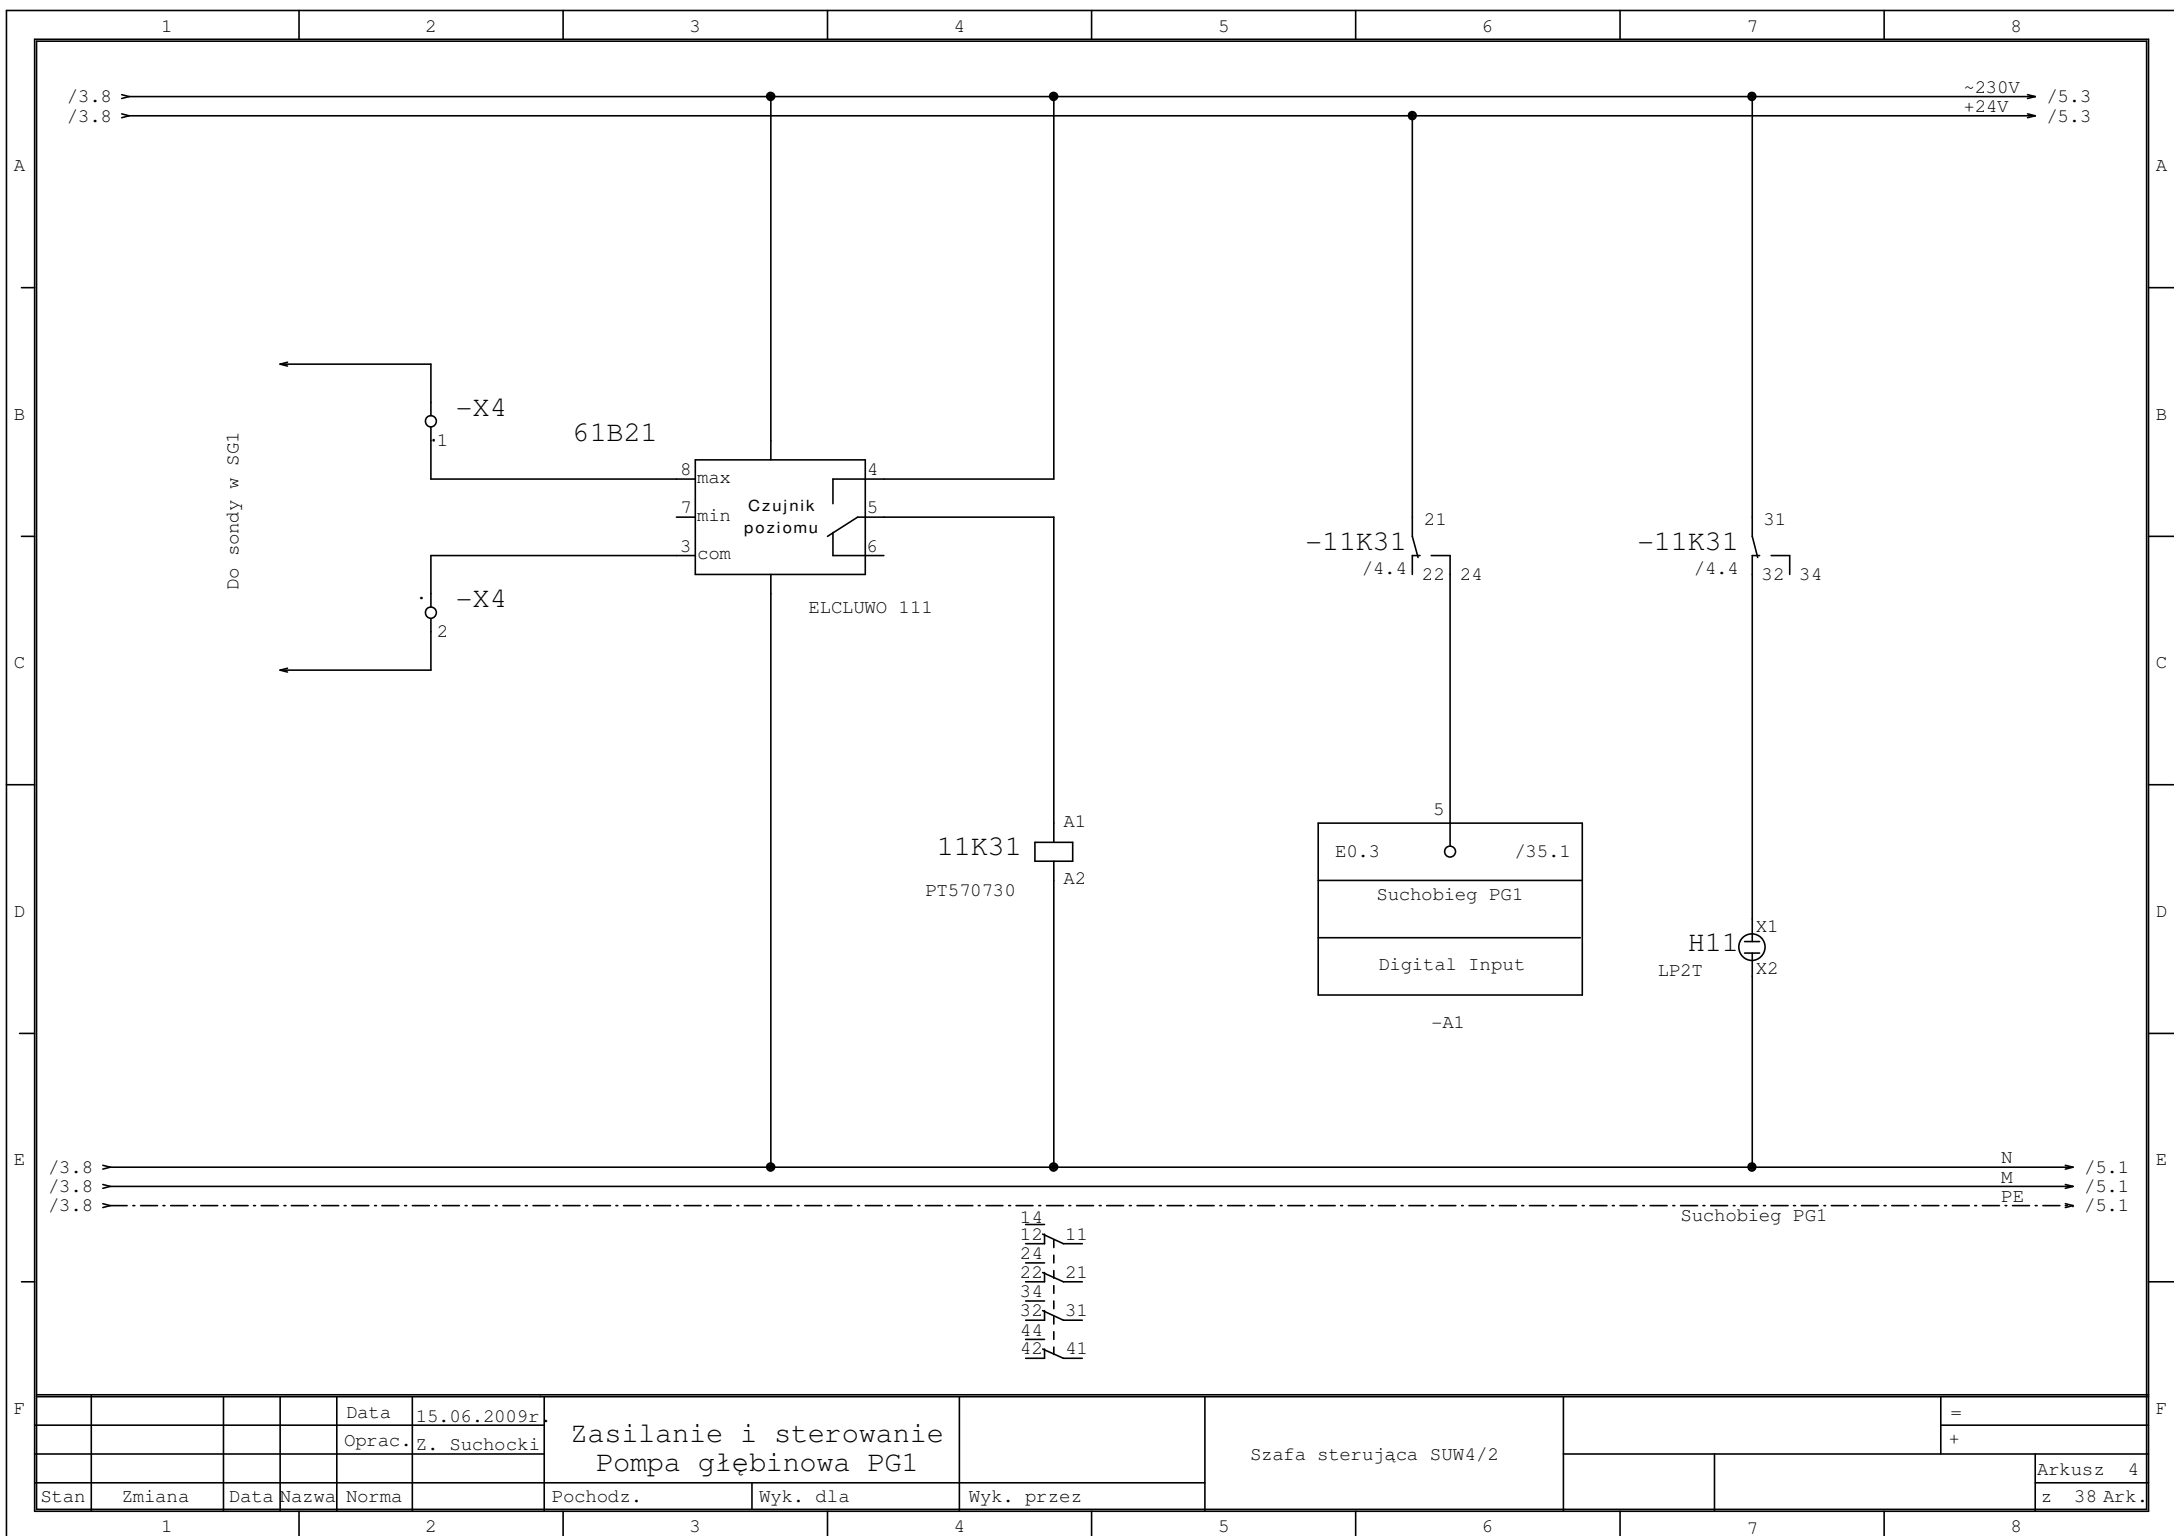 1 2 3 4 5 6 7 8
/3.8 ~230V /5.3
/3.8 +24V /5.3
A A
B B
-X4
1
61B21
Do sondy w SG1
8 max 4
7 min Czujnik 5
poziomu
3 com 6
21 31
-11K31 -11K31
/4.4 22 24 /4.4 32 34
-X4
2
ELCLUWO 111
C C
5
A1
11K31
A2
PT570730
E0.3 /35.1
Suchobieg PG1
Digital Input
-A1
D D
X1
H11
LP2T X2
E E
/3.8 N /5.1
/3.8 M /5.1
/3.8 PE /5.1
Suchobieg PG1
14
12 11
24
22 21
34
32 31
44
42 41
F F
Data 15.06.2009r.
Oprac. Z. Suchocki
Zasilanie i sterowanie
Pompa głębinowa PG1
Szafa sterująca SUW4/2
=
+
Arkusz 4
z 38 Ark.
Stan Zmiana Data Nazwa Norma Pochodz. Wyk. dla Wyk. przez
1 2 3 4 5 6 7 8